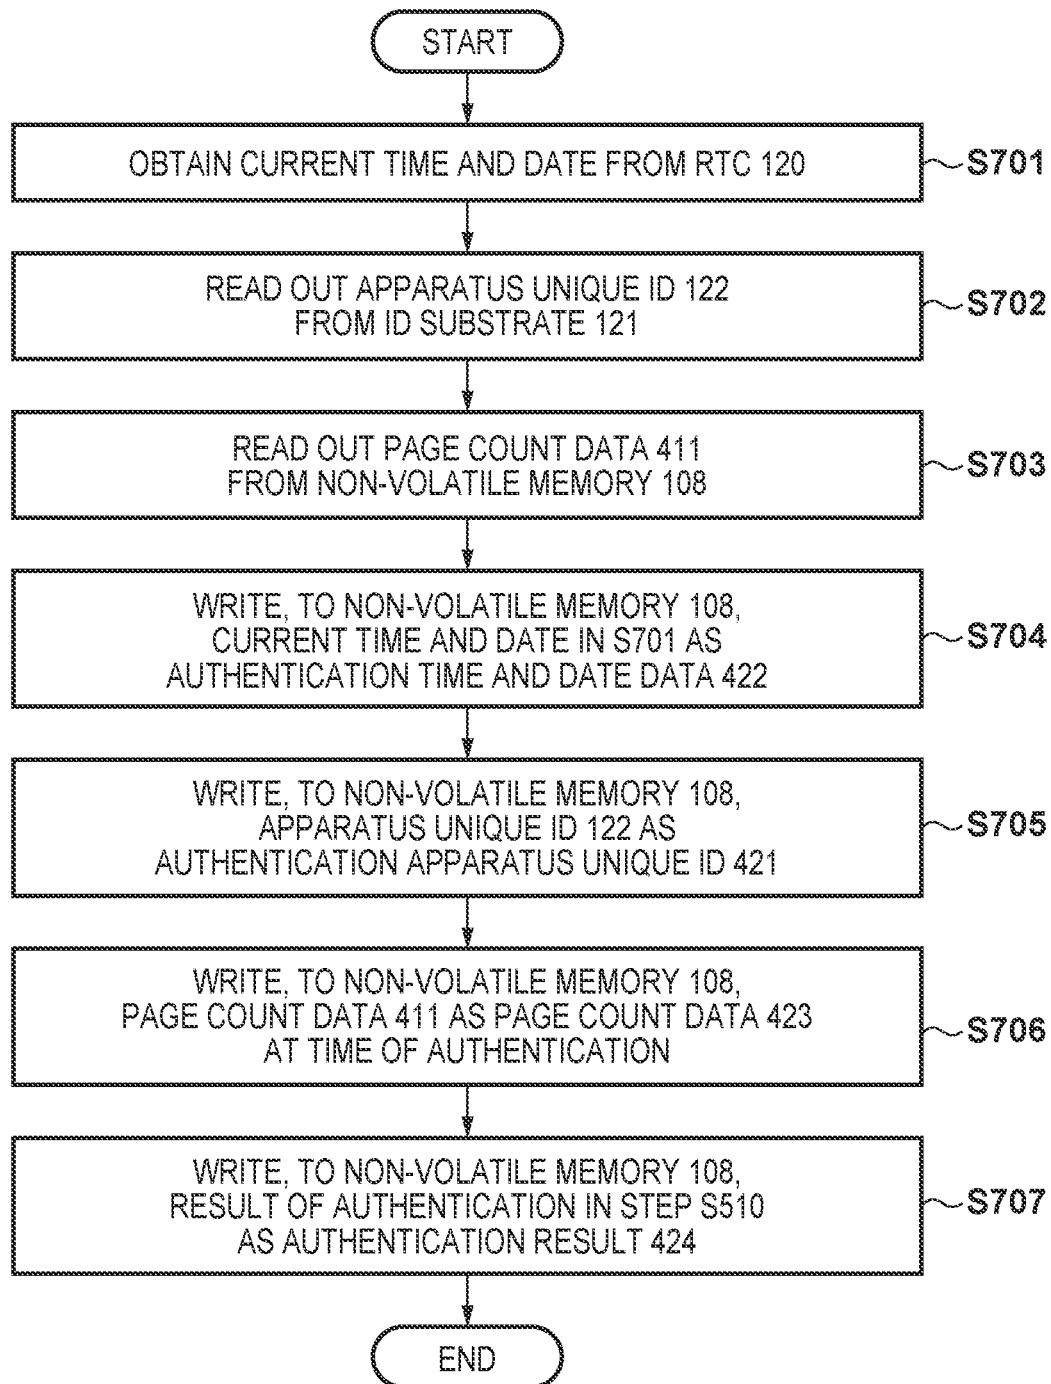 START
OBTAIN CURRENT TIME AND DATE FROM RTC 120
S701
READ OUT APPARATUS UNIQUE ID 122
FROM ID SUBSTRATE 121
S702
READ OUT PAGE COUNT DATA 411
FROM NON-VOLATILE MEMORY 108
S703
WRITE, TO NON-VOLATILE MEMORY 108,
CURRENT TIME AND DATE IN S701 AS
AUTHENTICATION TIME AND DATE DATA 422
S704
WRITE, TO NON-VOLATILE MEMORY 108,
APPARATUS UNIQUE ID 122 AS
AUTHENTICATION APPARATUS UNIQUE ID 421
S705
WRITE, TO NON-VOLATILE MEMORY 108,
PAGE COUNT DATA 411 AS PAGE COUNT DATA 423
AT TIME OF AUTHENTICATION
S706
WRITE, TO NON-VOLATILE MEMORY 108,
RESULT OF AUTHENTICATION IN STEP S510
AS AUTHENTICATION RESULT 424
S707
END